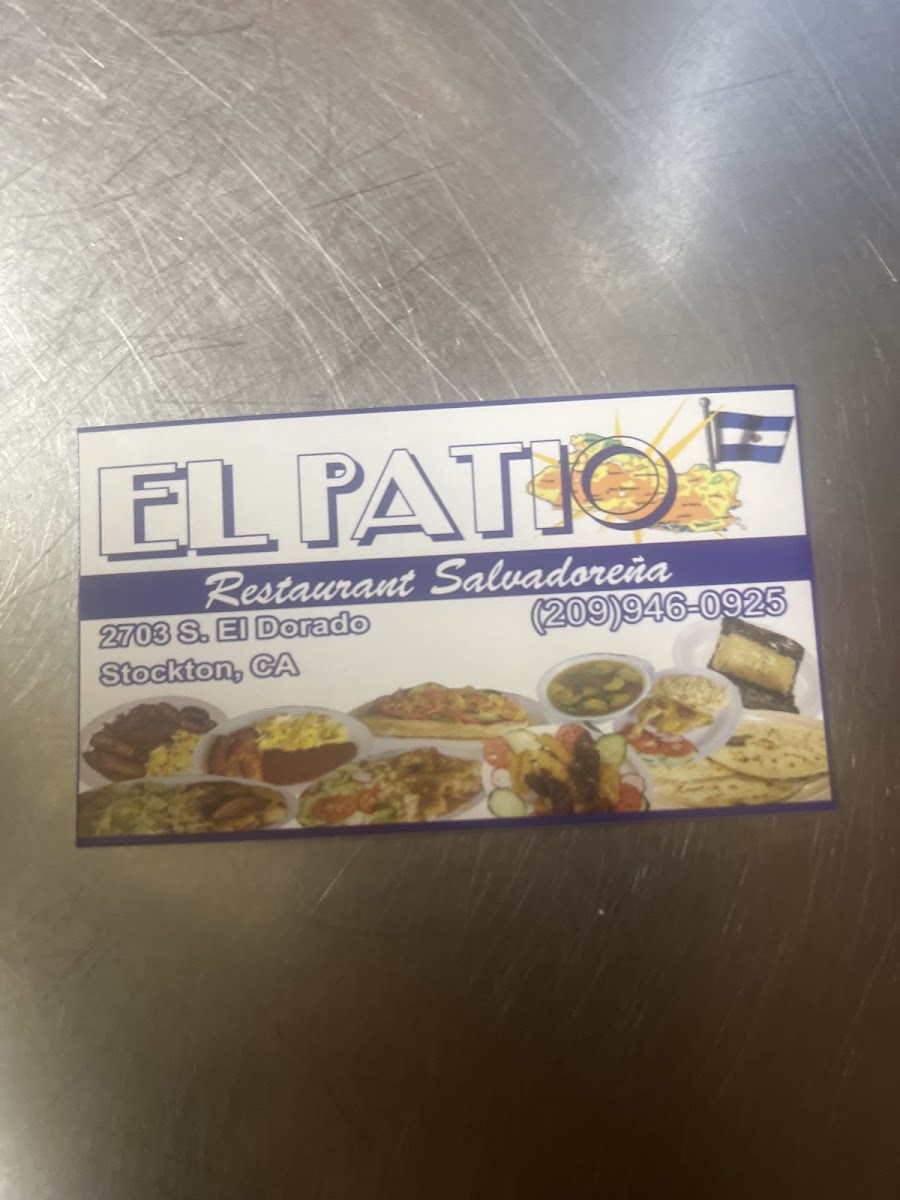 EL PATIO
Restaurant Salvadoreña
2703 S. El Dorado
(209)946-0925
Stockton, CA